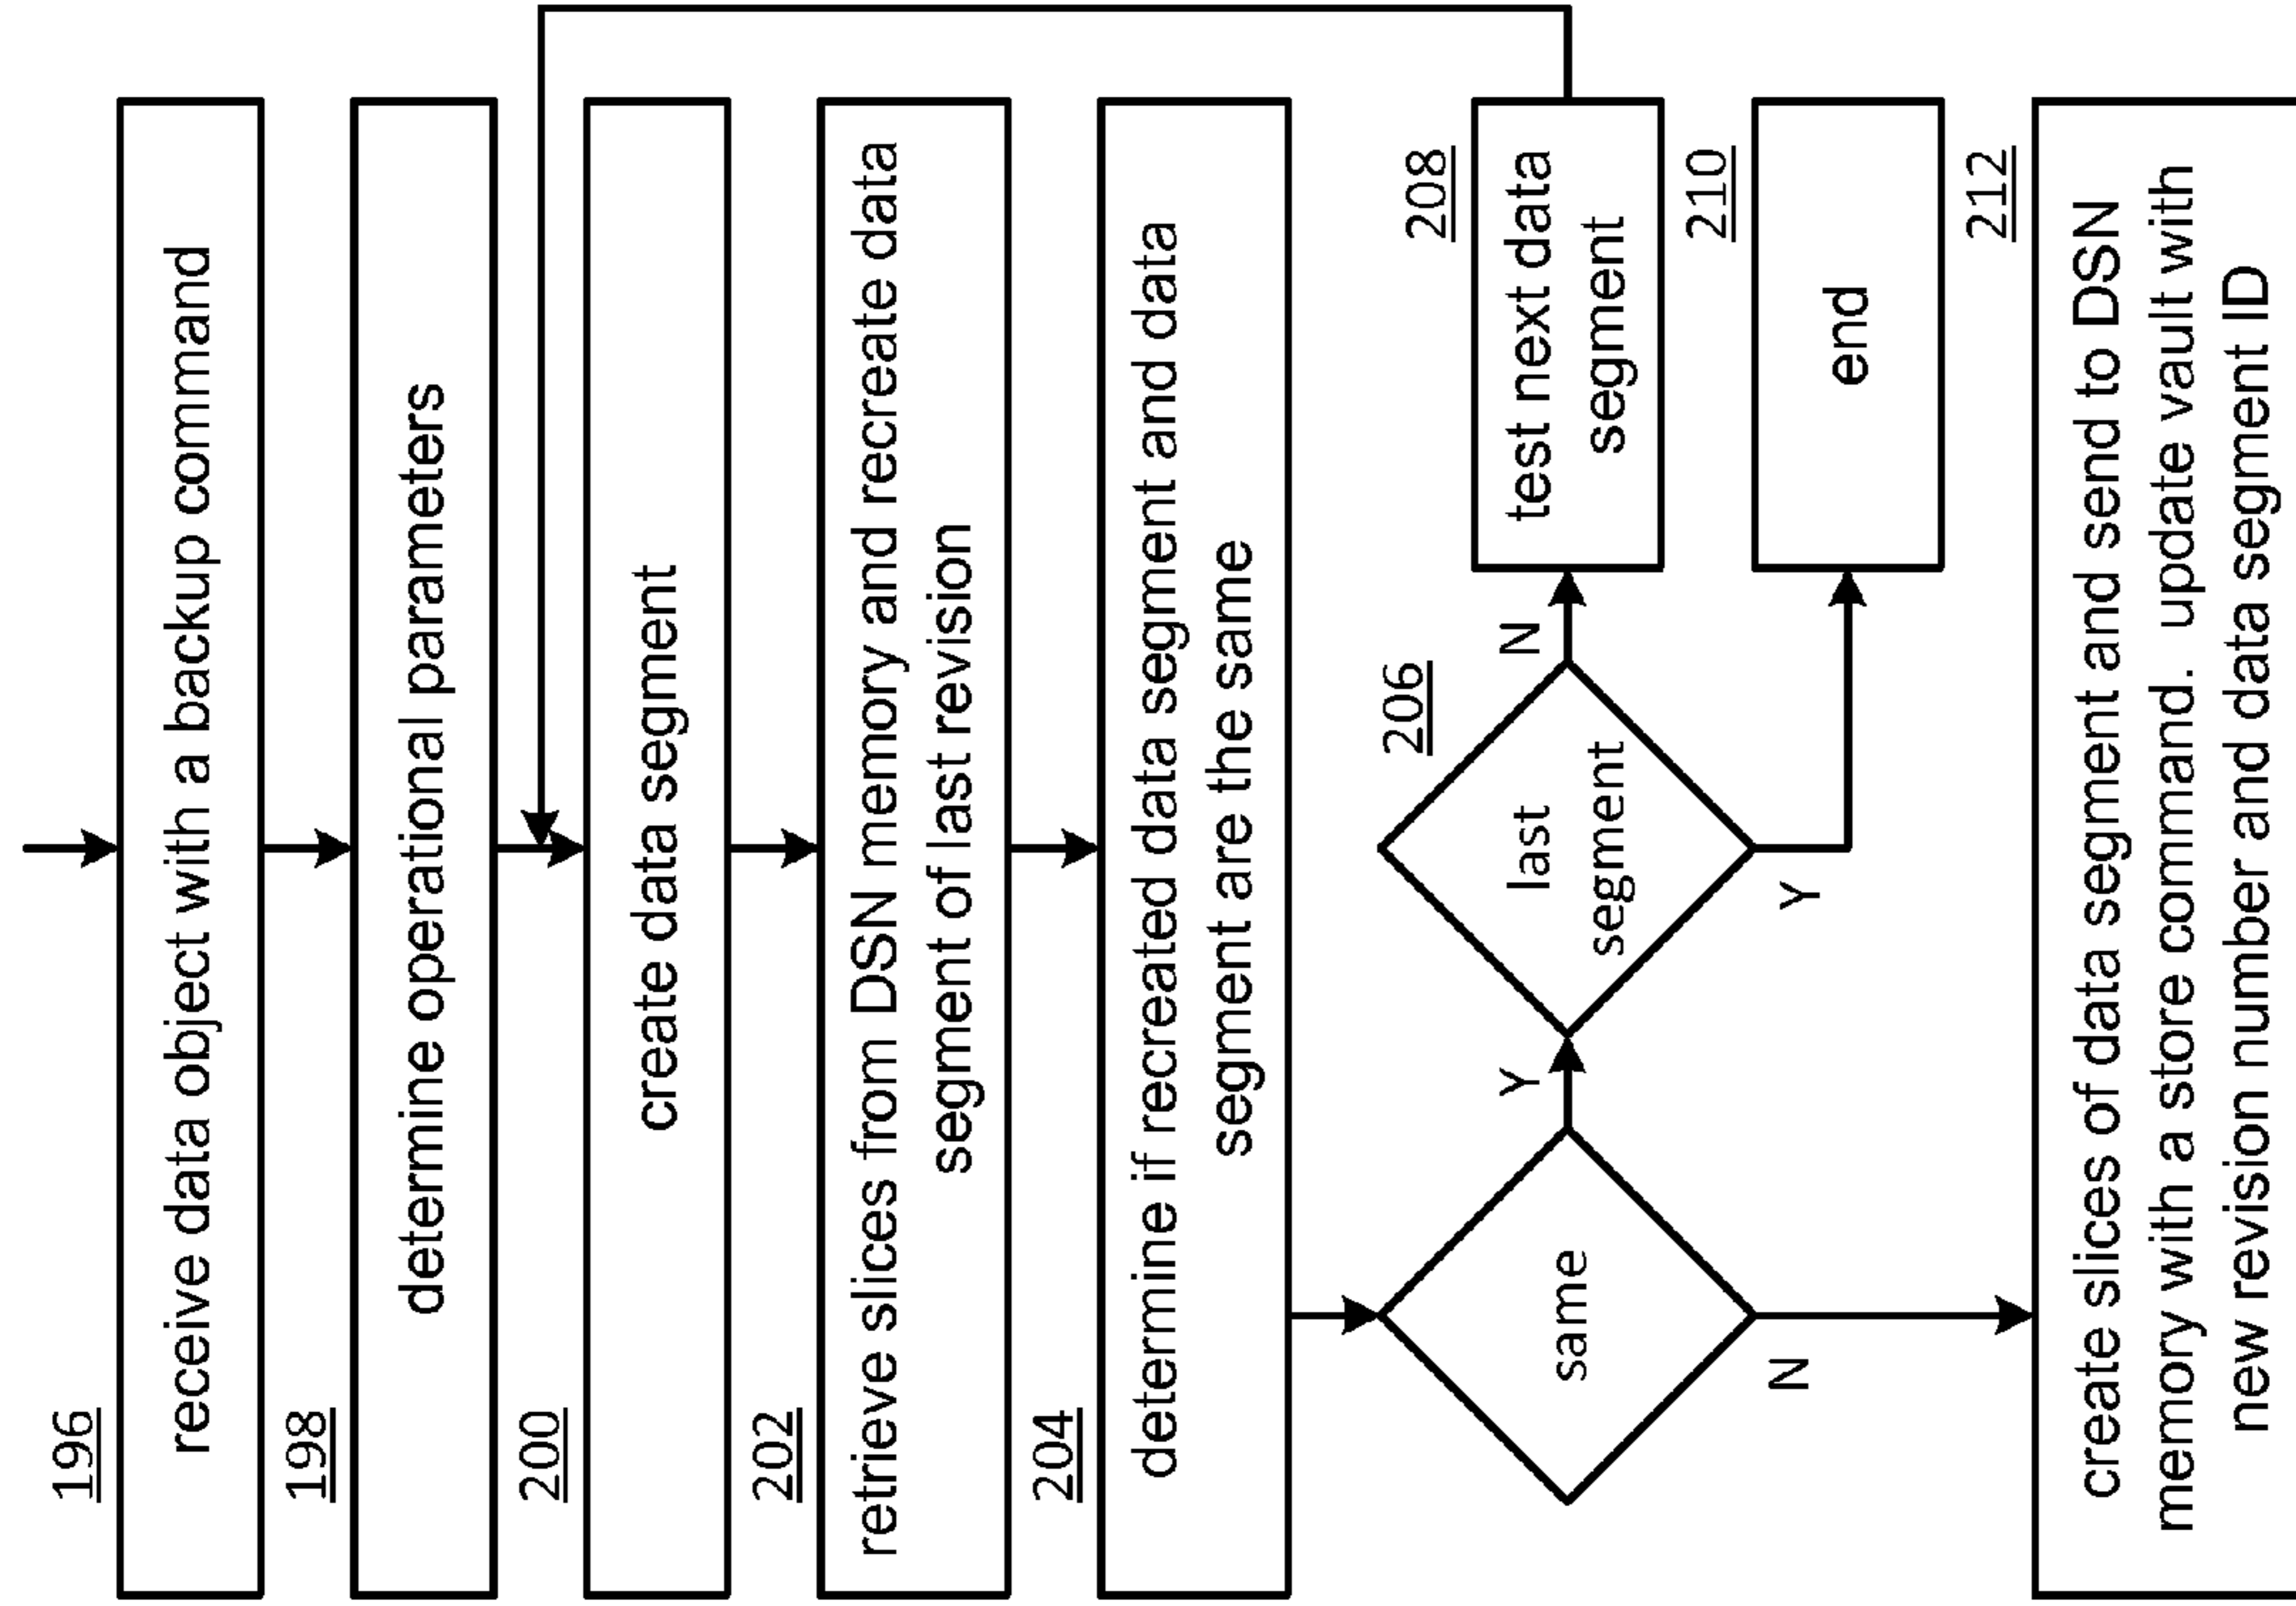 196
receive data object with a backup command
198
determine operational parameters
200
create data segment
202
retrieve slices from DSN memory and recreate data
segment of last revision
204
determine if recreated data segment and data
segment are the same
same
Y
N
206
last
segment
N
Y
208
test next data
segment
210
end
212
create slices of data segment and send to DSN
memory with a store command.  update vault with
new revision number and data segment ID